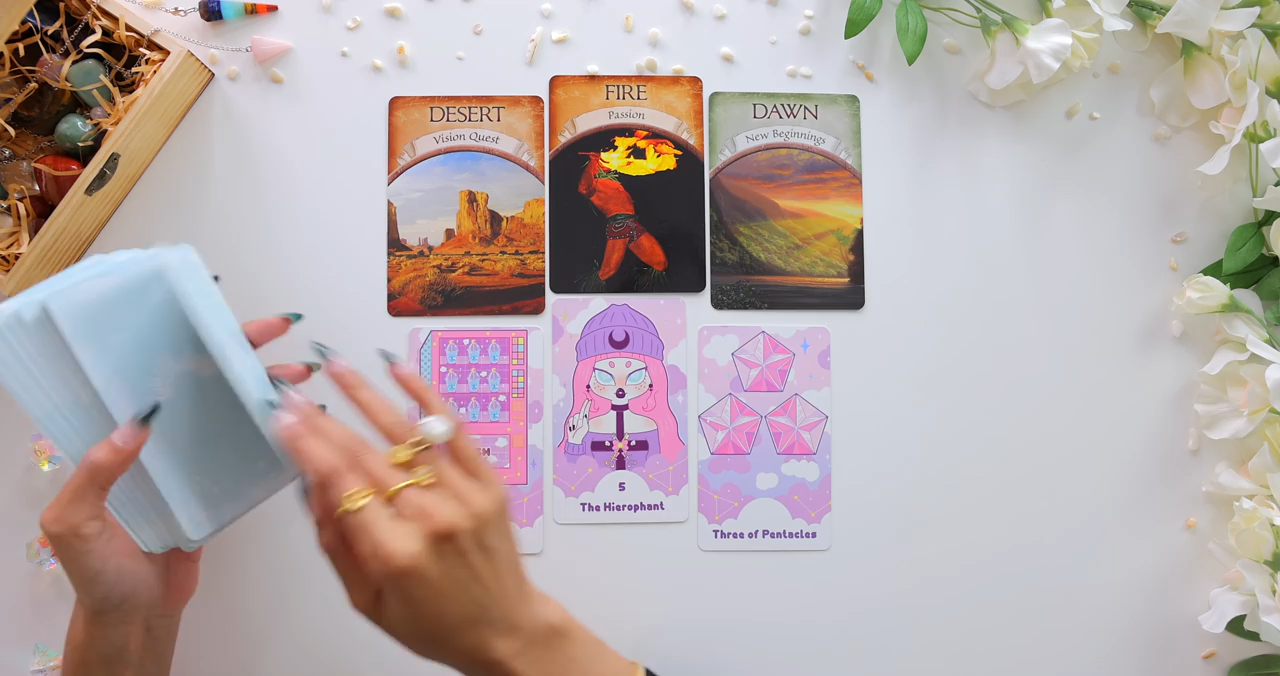 DESERT
Vision Quest
FIRE
Passion
DAWN
New Beginnings
5
The Hierophant
Three of Pentacles